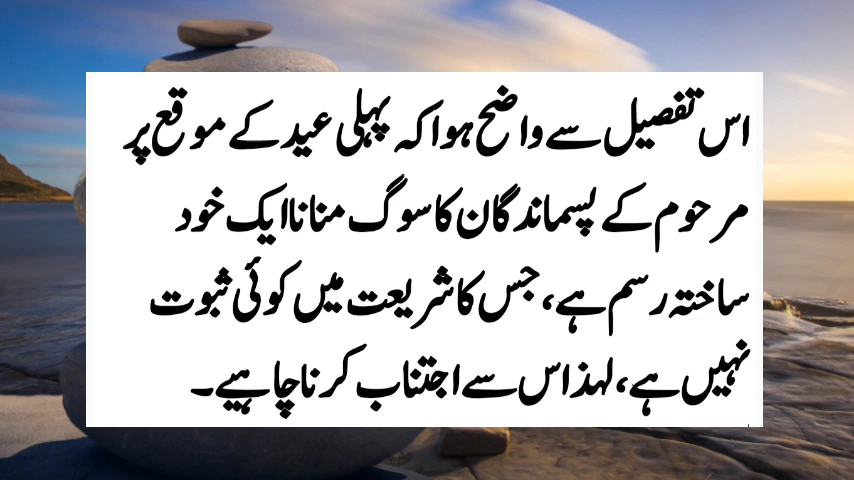 اس تفصیل سے واضح ہوا کہ پہلی عید کے موقع پر
مرحوم کے پسماندگان کا سوگ منانا ایک خود
ساختہ رسم ہے، جس کا شریعت میں کوئی ثبوت
نہیں ہے، لہذا اس سے اجتناب کرنا چاہیے۔